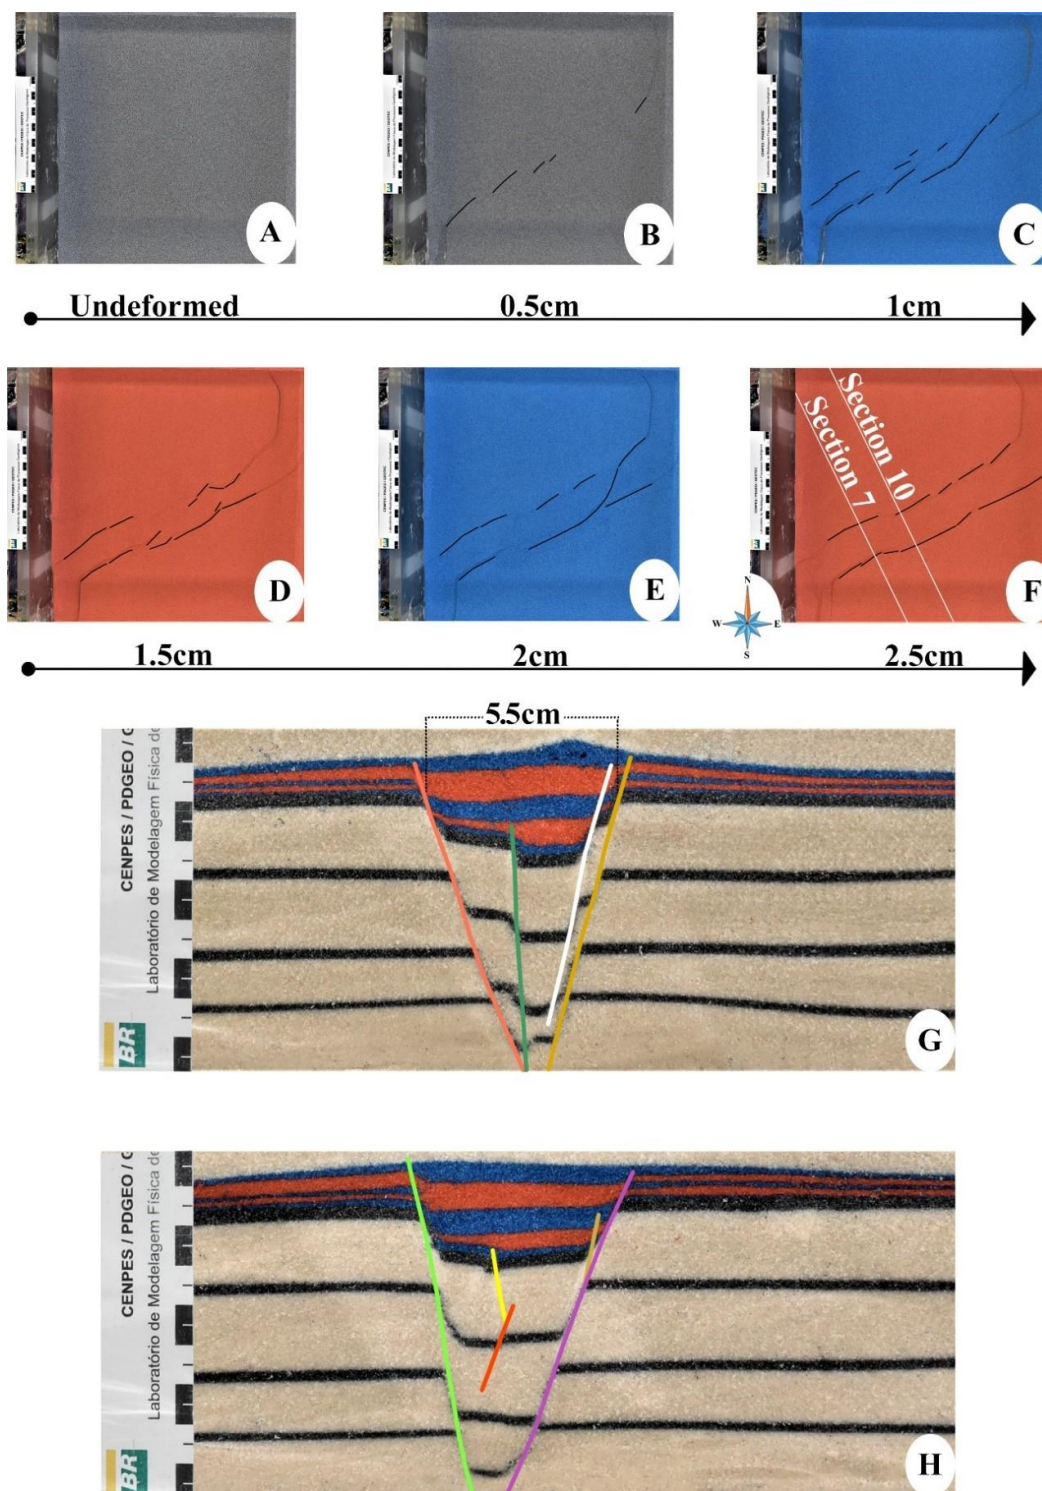 A
B
C
Undeformed
0.5cm
1cm
D
E
Section 10
Section 7
N
W
E
S
F
1.5cm
2cm
2.5cm
5.5cm
CENPES / PDGEO / G
Laboratório de Modelagem Física de
BR
G
CENPES / PDGEO / G
Laboratório de Modelagem Física de
BR
H